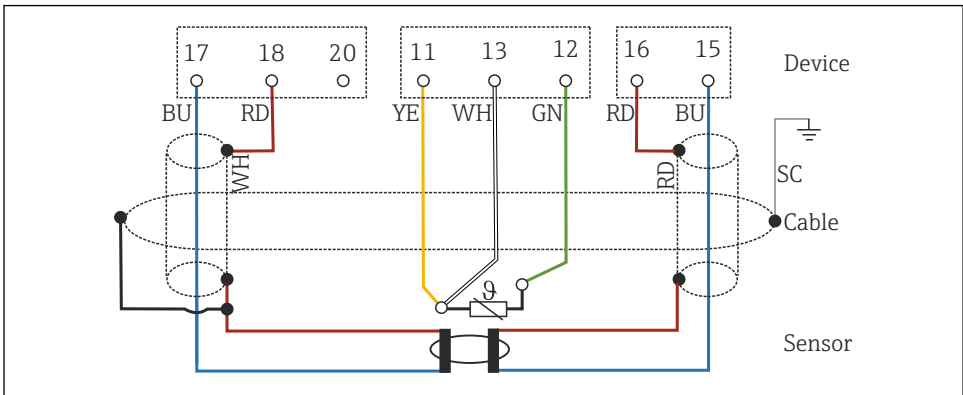 17 18 20 11 13 12 16 15
Device
BU RD YE WH GN RD BU
WH RD SC
Cable
ϑ
Sensor